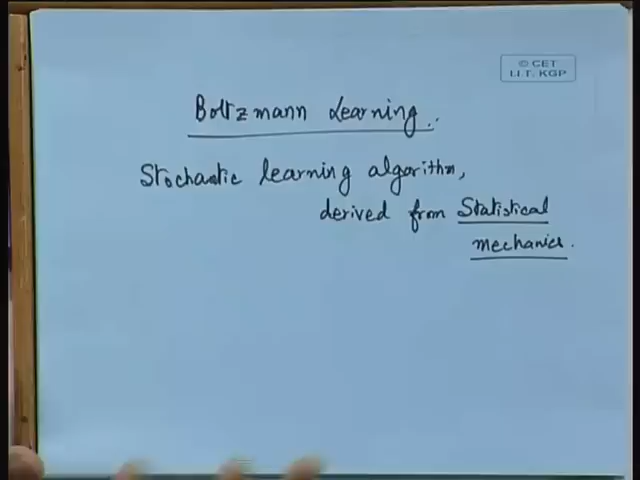 © CET
I.I.T. KGP
Boltzmann Learning..
Stochastic learning algorithm,
derived from Statistical
mechanics.